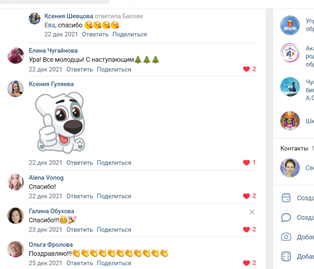 Ксения Шевцова ответила Басове
Ева, спасибо 😘😘😘😘
22 дек 2021 Ответить Поделиться
Елена Чугайнова
Ура! Все молодцы! С наступающим🎄🎄🎄
22 дек 2021 Ответить Поделиться 2
Ксения Гуляева
22 дек 2021 Ответить Поделиться 1
Alena Vonog
Спасибо!
22 дек 2021 Ответить Поделиться 2
Галина Обухова
Спасибо!!!
23 дек 2021 Ответить Поделиться 2
Ольга Фролова
Поздравляю!!!👏👏👏👏👏👏👏👏👏👏
25 дек 2021 Ответить Поделиться 2
Контакты